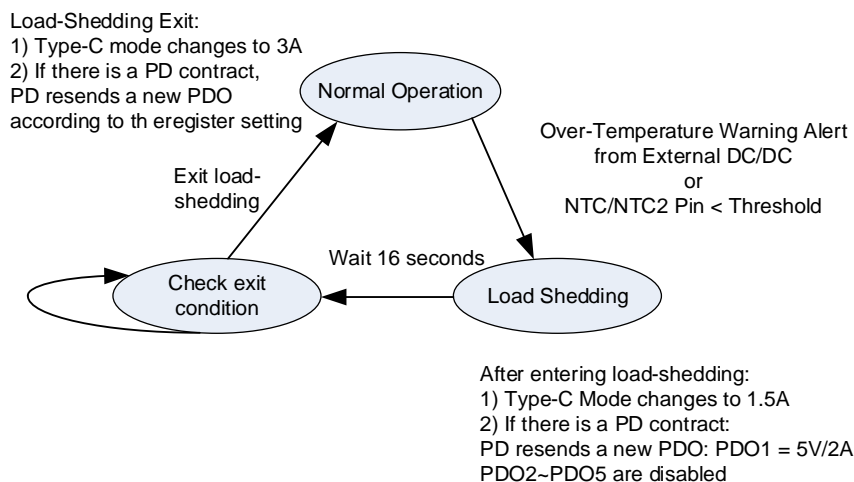 Load-Shedding Exit:
1) Type-C mode changes to 3A
2) If there is a PD contract,
PD resends a new PDO
according to th eregister setting
Normal Operation
Over-Temperature Warning Alert
from External DC/DC
or
NTC/NTC2 Pin < Threshold
Exit load-
shedding
Wait 16 seconds
Check exit
condition
Load Shedding
After entering load-shedding:
1) Type-C Mode changes to 1.5A
2) If there is a PD contract:
PD resends a new PDO: PDO1 = 5V/2A
PDO2~PDO5 are disabled